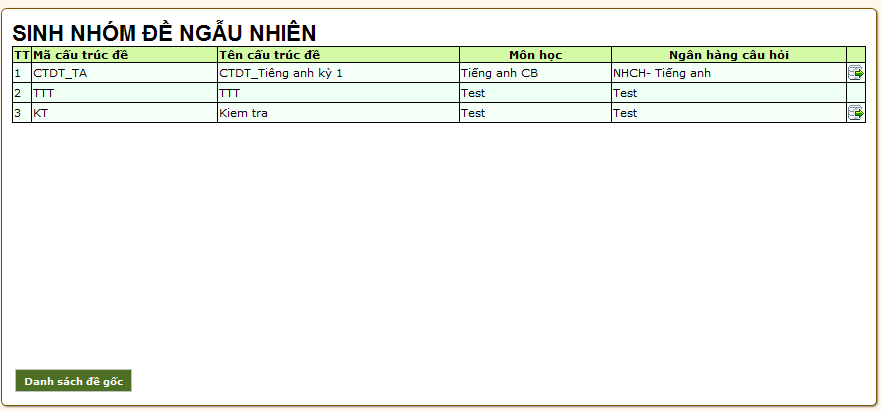 SINH NHÓM ĐỀ NGẪU NHIÊN
TT Mã cấu trúc đề Tên cấu trúc đề Môn học Ngân hàng câu hỏi
1 CTDT_TA CTDT_Tiêng anh kỳ 1 Tiếng anh CB NHCH- Tiếng anh
2 TTT TTT Test Test
3 KT Kiem tra Test Test
Danh sách đề gốc